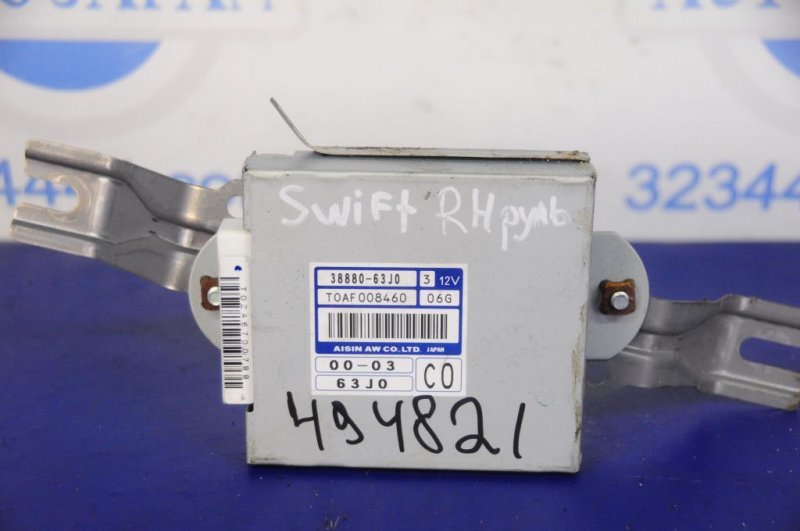 32344
Swift RH руль
38880-63J0 3 12V
T0AF008460 06G
AISIN AW CO.,LTD. JAPAN
00-03
63J0
C0
494821